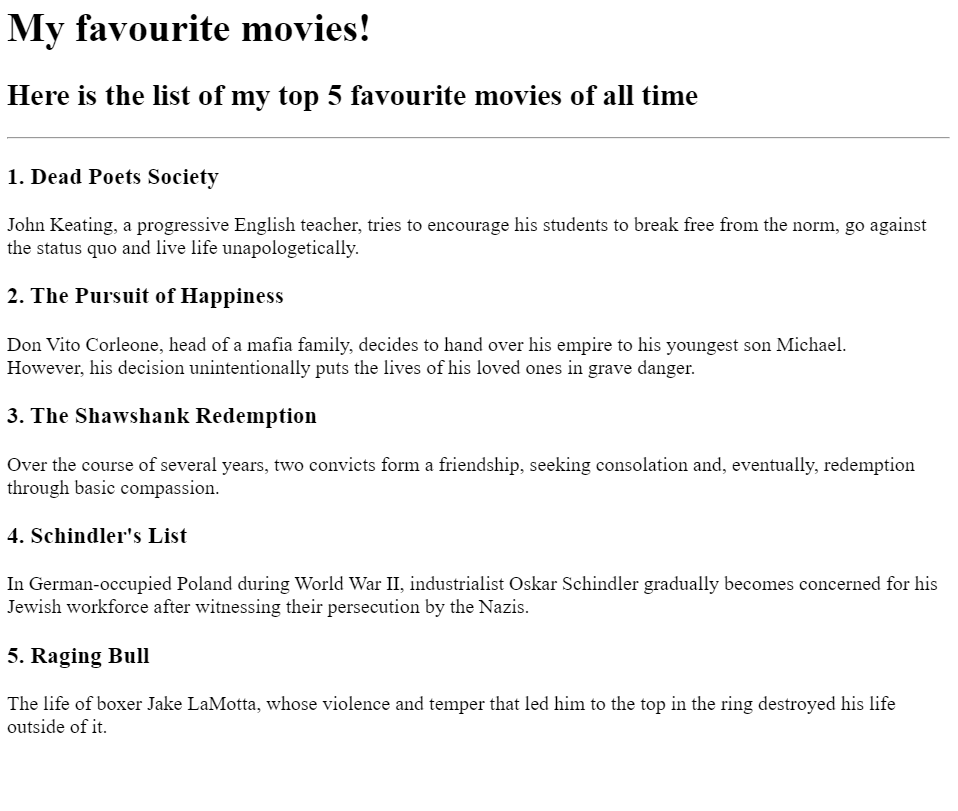 My favourite movies!
Here is the list of my top 5 favourite movies of all time
1. Dead Poets Society
John Keating, a progressive English teacher, tries to encourage his students to break free from the norm, go against
the status quo and live life unapologetically.
2. The Pursuit of Happiness
Don Vito Corleone, head of a mafia family, decides to hand over his empire to his youngest son Michael.
However, his decision unintentionally puts the lives of his loved ones in grave danger.
3. The Shawshank Redemption
Over the course of several years, two convicts form a friendship, seeking consolation and, eventually, redemption
through basic compassion.
4. Schindler's List
In German-occupied Poland during World War II, industrialist Oskar Schindler gradually becomes concerned for his
Jewish workforce after witnessing their persecution by the Nazis.
5. Raging Bull
The life of boxer Jake LaMotta, whose violence and temper that led him to the top in the ring destroyed his life
outside of it.